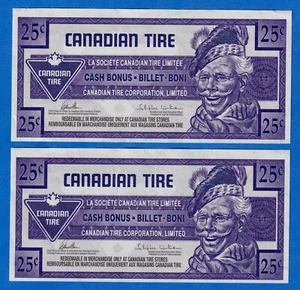 25¢ CANADIAN TIRE 25¢
LA SOCIÉTÉ CANADIAN TIRE LIMITÉE
CANADIAN
TIRE
CASH BONUS • BILLET-BONI
CANADIAN TIRE CORPORATION, LIMITED
25¢ 25¢
REDEEMABLE IN MERCHANDISE ONLY AT CANADIAN TIRE STORES
REMBOURSABLE EN MARCHANDISE UNIQUEMENT AUX MAGASINS CANADIAN TIRE
25¢ CANADIAN TIRE 25¢
LA SOCIÉTÉ CANADIAN TIRE LIMITÉE
CANADIAN
TIRE
CASH BONUS • BILLET-BONI
CANADIAN TIRE CORPORATION, LIMITED
25¢ 25¢
REDEEMABLE IN MERCHANDISE ONLY AT CANADIAN TIRE STORES
REMBOURSABLE EN MARCHANDISE UNIQUEMENT AUX MAGASINS CANADIAN TIRE